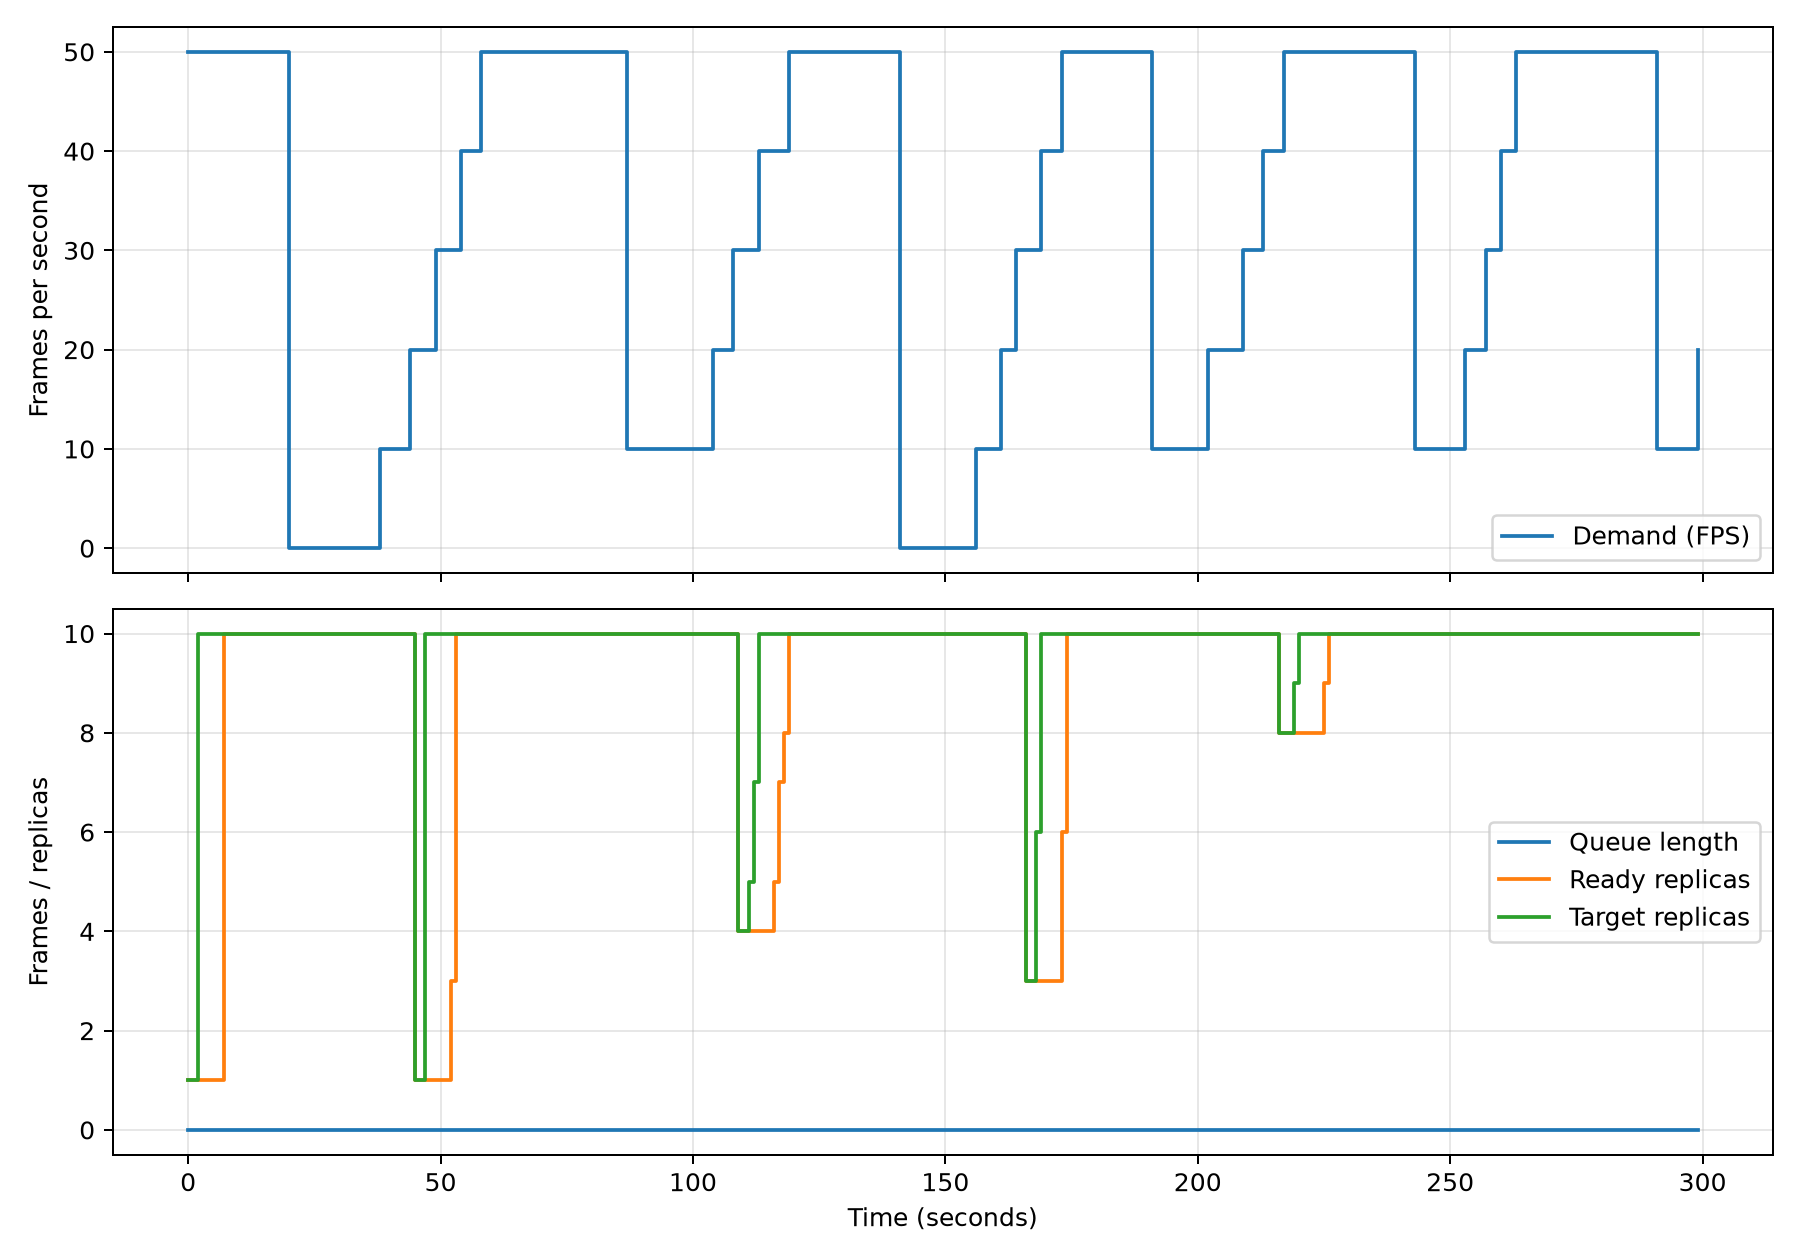 50
40
30
20
10
0
Frames per second
Demand (FPS)
10
8
6
4
2
0
Frames / replicas
Queue length
Ready replicas
Target replicas
0 50 100 150 200 250 300
Time (seconds)